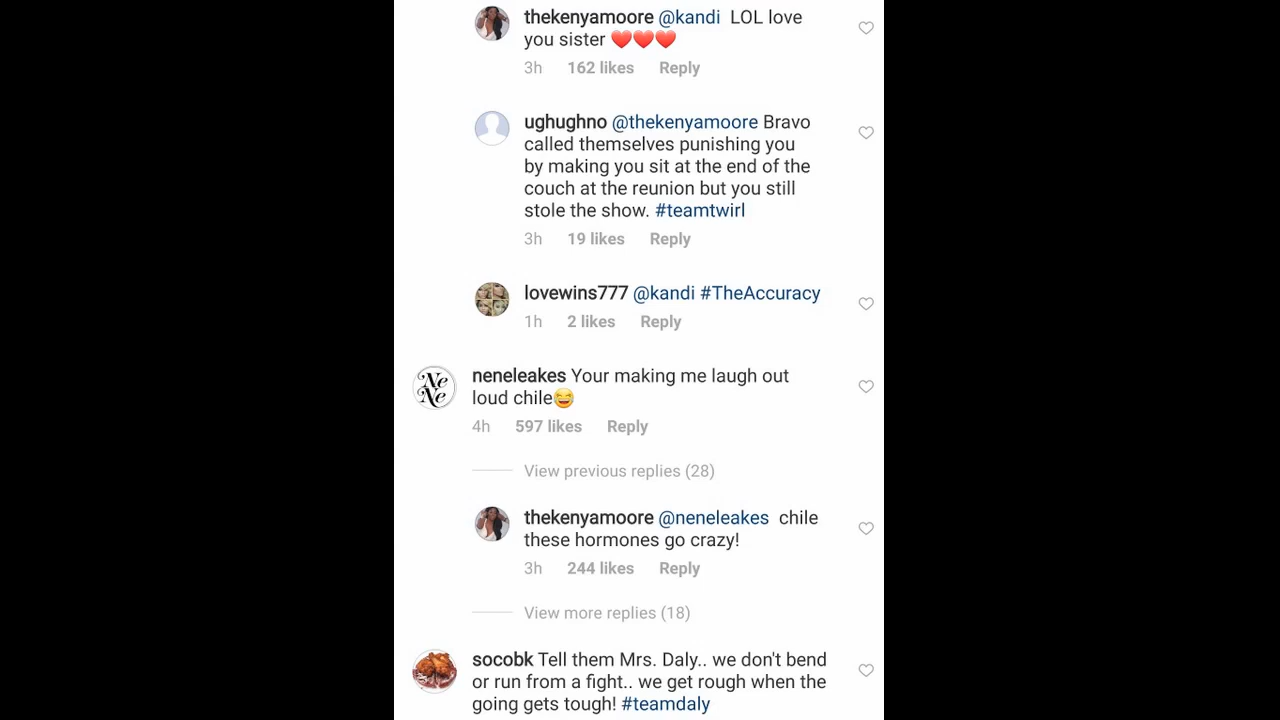 thekenyamoore @kandi LOL love
you sister ❤️❤️❤️
3h 162 likes Reply
ughughno @thekenyamoore Bravo
called themselves punishing you
by making you sit at the end of the
couch at the reunion but you still
stole the show. #teamtwirl
3h 19 likes Reply
lovewins777 @kandi #TheAccuracy
1h 2 likes Reply
Ne
Ne
neneleakes Your making me laugh out
loud chile😂
4h 597 likes Reply
View previous replies (28)
thekenyamoore @neneleakes chile
these hormones go crazy!
3h 244 likes Reply
View more replies (18)
socobk Tell them Mrs. Daly.. we don't bend
or run from a fight.. we get rough when the
going gets tough! #teamdaly